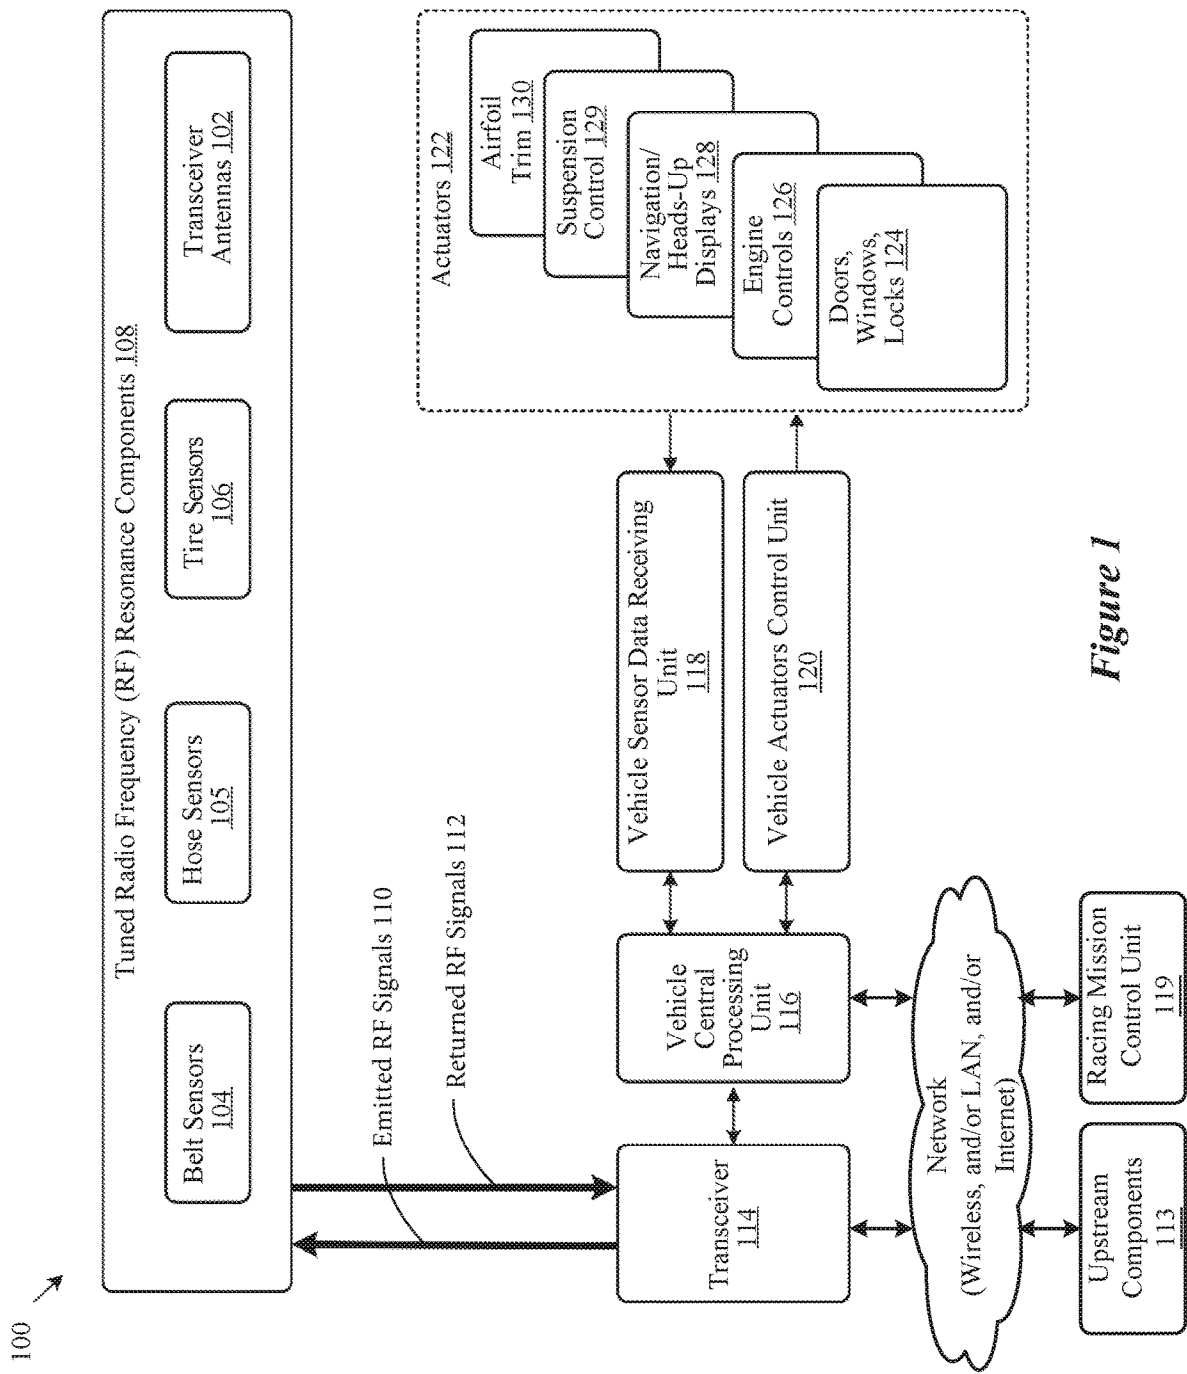 100
Tuned Radio Frequency (RF) Resonance Components 108
Belt Sensors
104
Hose Sensors
105
Tire Sensors
106
Transceiver
Antennas 102
Emitted RF Signals 110
Returned RF Signals 112
Actuators 122
Airfoil
Trim 130
Suspension
Control 129
Navigation/
Heads-Up
Displays 128
Engine
Controls 126
Doors,
Windows,
Locks 124
Transceiver
114
Vehicle
Central
Processing
Unit
116
Vehicle Sensor Data Receiving
Unit
118
Vehicle Actuators Control Unit
120
Network
(Wireless, and/or LAN, and/or
Internet)
Upstream
Components
113
Racing Mission
Control Unit
119
Figure 1